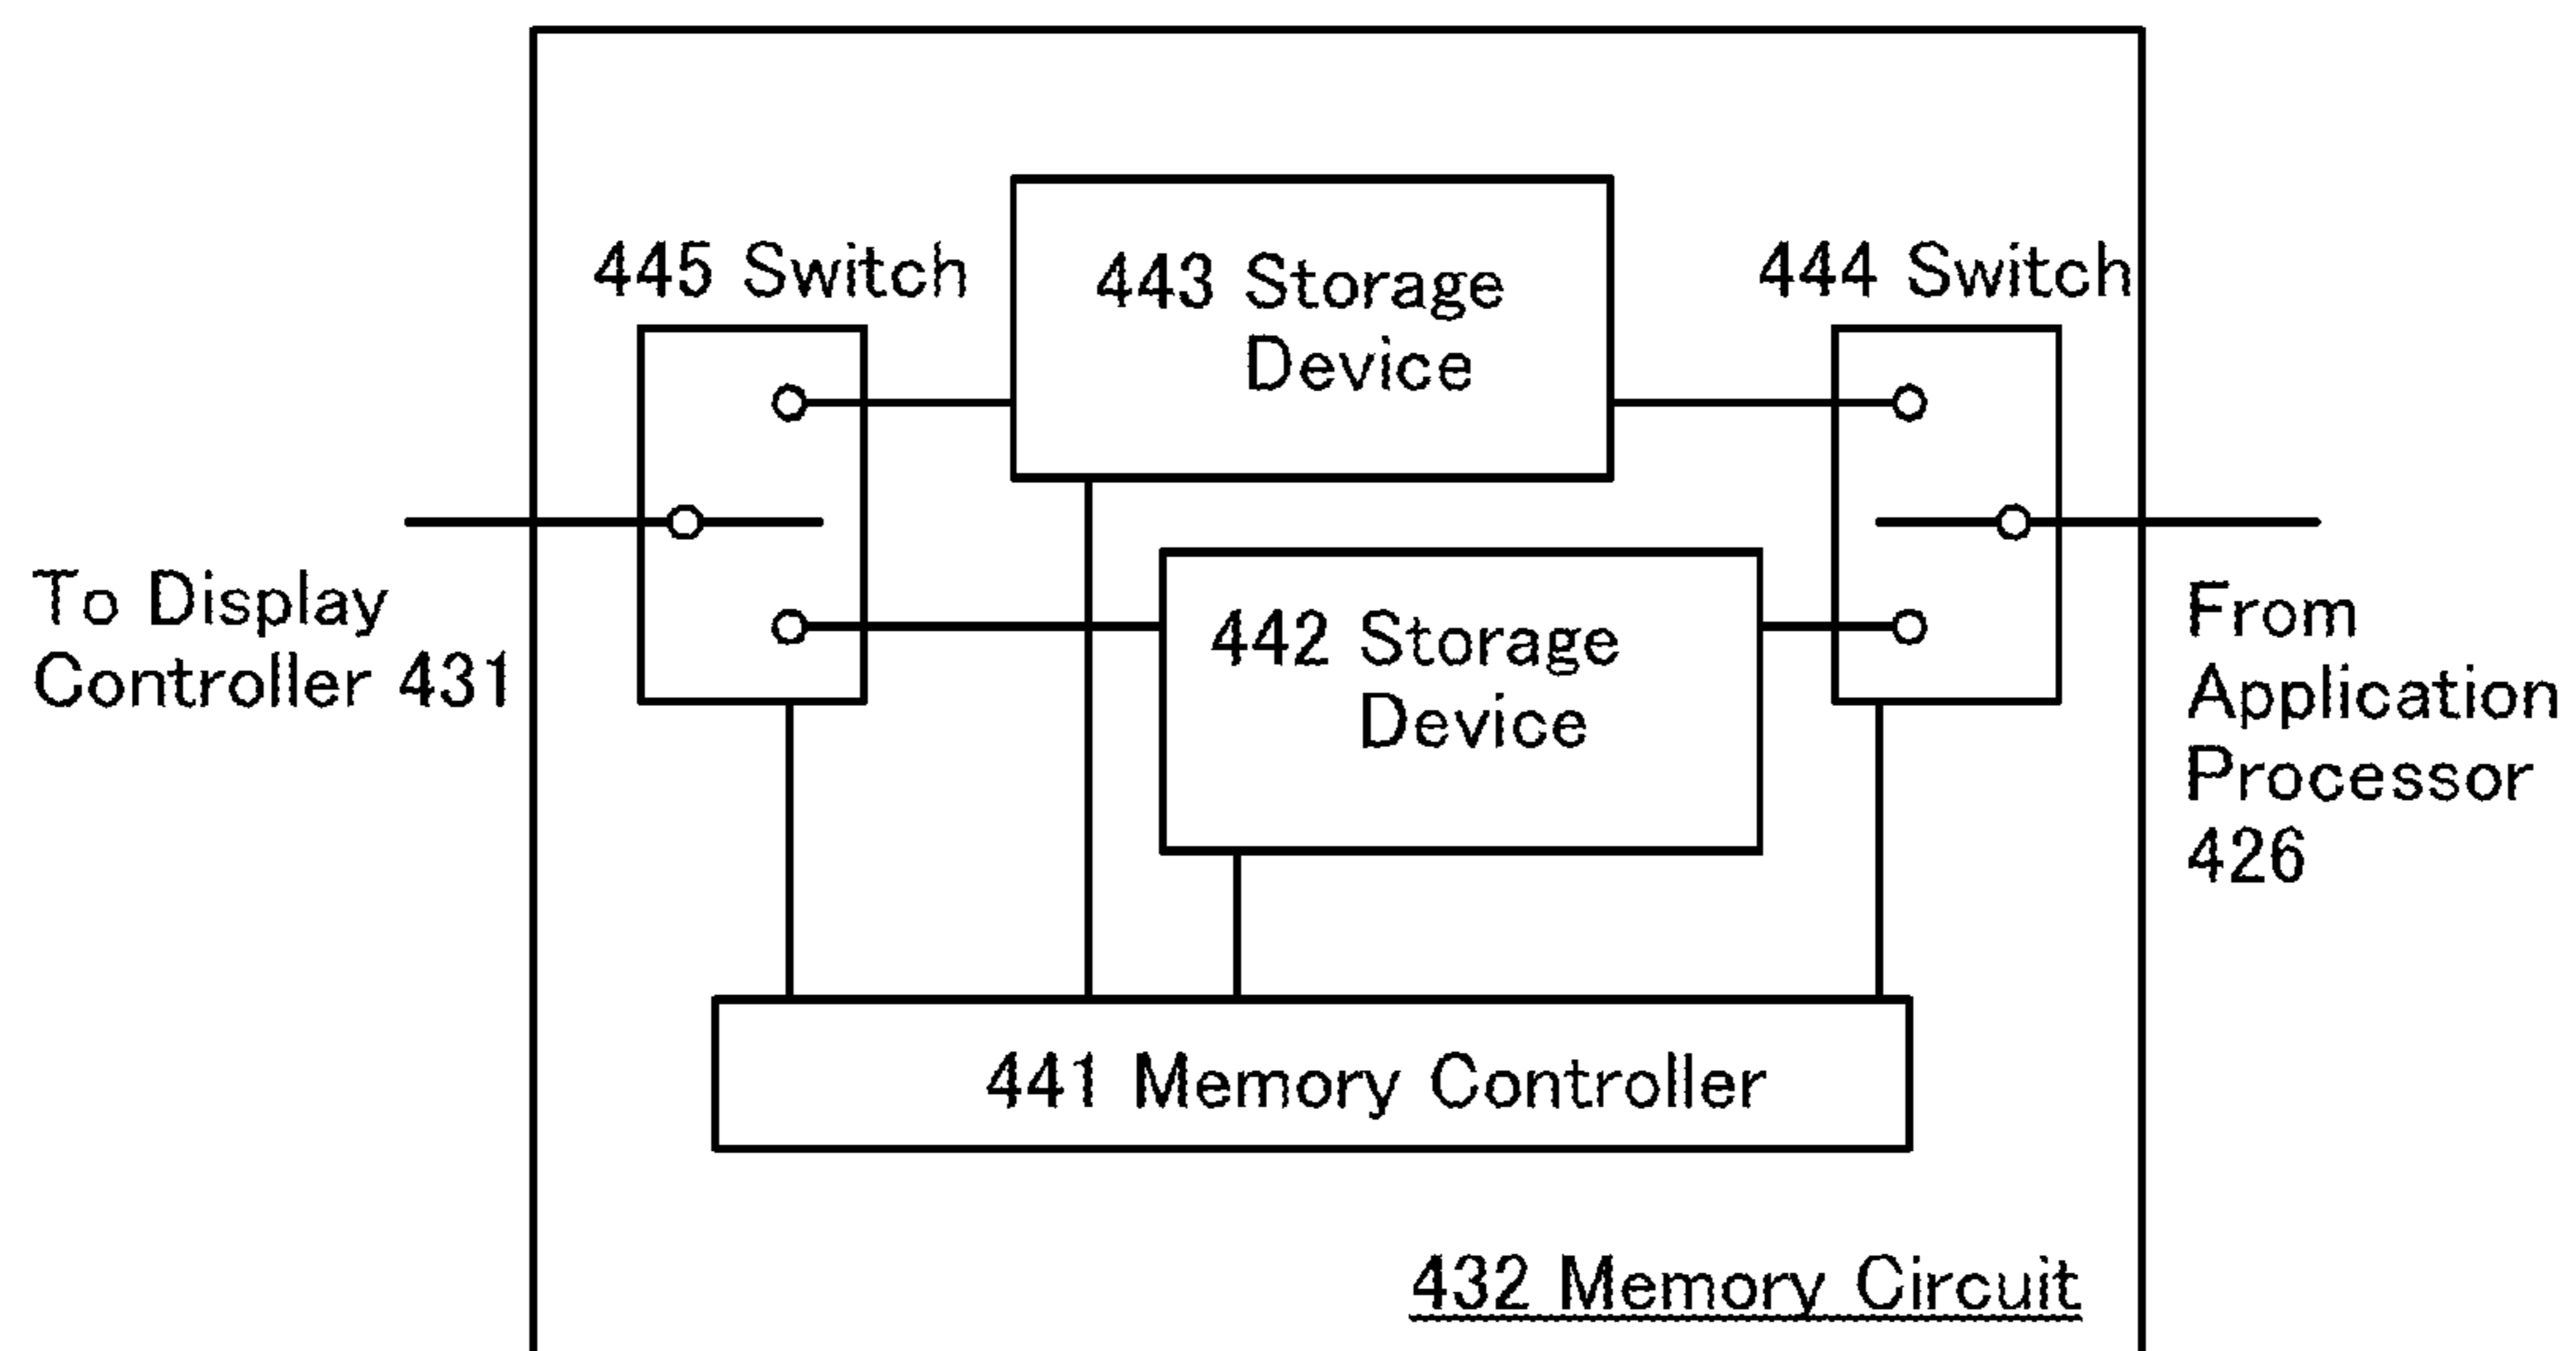 445 Switch
443 Storage
Device
444 Switch
To Display
Controller 431
442 Storage
Device
From
Application
Processor
426
441 Memory Controller
432 Memory Circuit